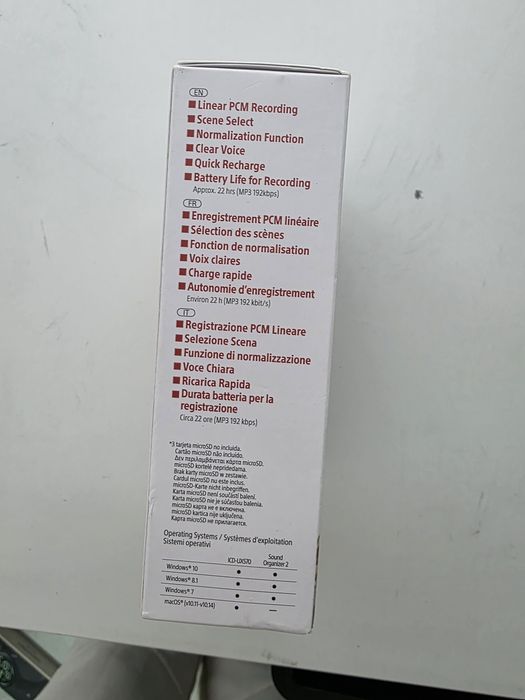 EN
■ Linear PCM Recording
■ Scene Select
■ Normalization Function
■ Clear Voice
■ Quick Recharge
■ Battery Life for Recording
Approx. 22 hrs (MP3 192kbps)
FR
■ Enregistrement PCM linéaire
■ Sélection des scènes
■ Fonction de normalisation
■ Voix claires
■ Charge rapide
■ Autonomie d'enregistrement
Environ 22 h (MP3 192 kbit/s)
IT
■ Registrazione PCM Lineare
■ Selezione Scena
■ Funzione di normalizzazione
■ Voce Chiara
■ Ricarica Rapida
■ Durata batteria per la
registrazione
Circa 22 ore (MP3 192 kbps)
*3 tarjeta microSD no incluida.
Cartão microSD não incluído.
Δεν περιλαμβάνεται κάρτα microSD.
microSD kortelė nepridedama.
Brak karty microSD w zestawie.
Cardul microSD nu este inclus.
microSD-Karte nicht inbegriffen.
Karta microSD není součástí balení.
Karta microSD nie je súčasťou balenia.
microSD карта не е включена.
microSD kartica nije uključena.
Карта microSD не прилагается.
Operating Systems / Systèmes d'exploitation
Sistemi operativi
ICD-UX570 Sound Organizer 2
Windows® 10 ● ●
Windows® 8.1 ● ●
Windows® 7 ● ●
macOS® (v10.11-v10.14) ● —